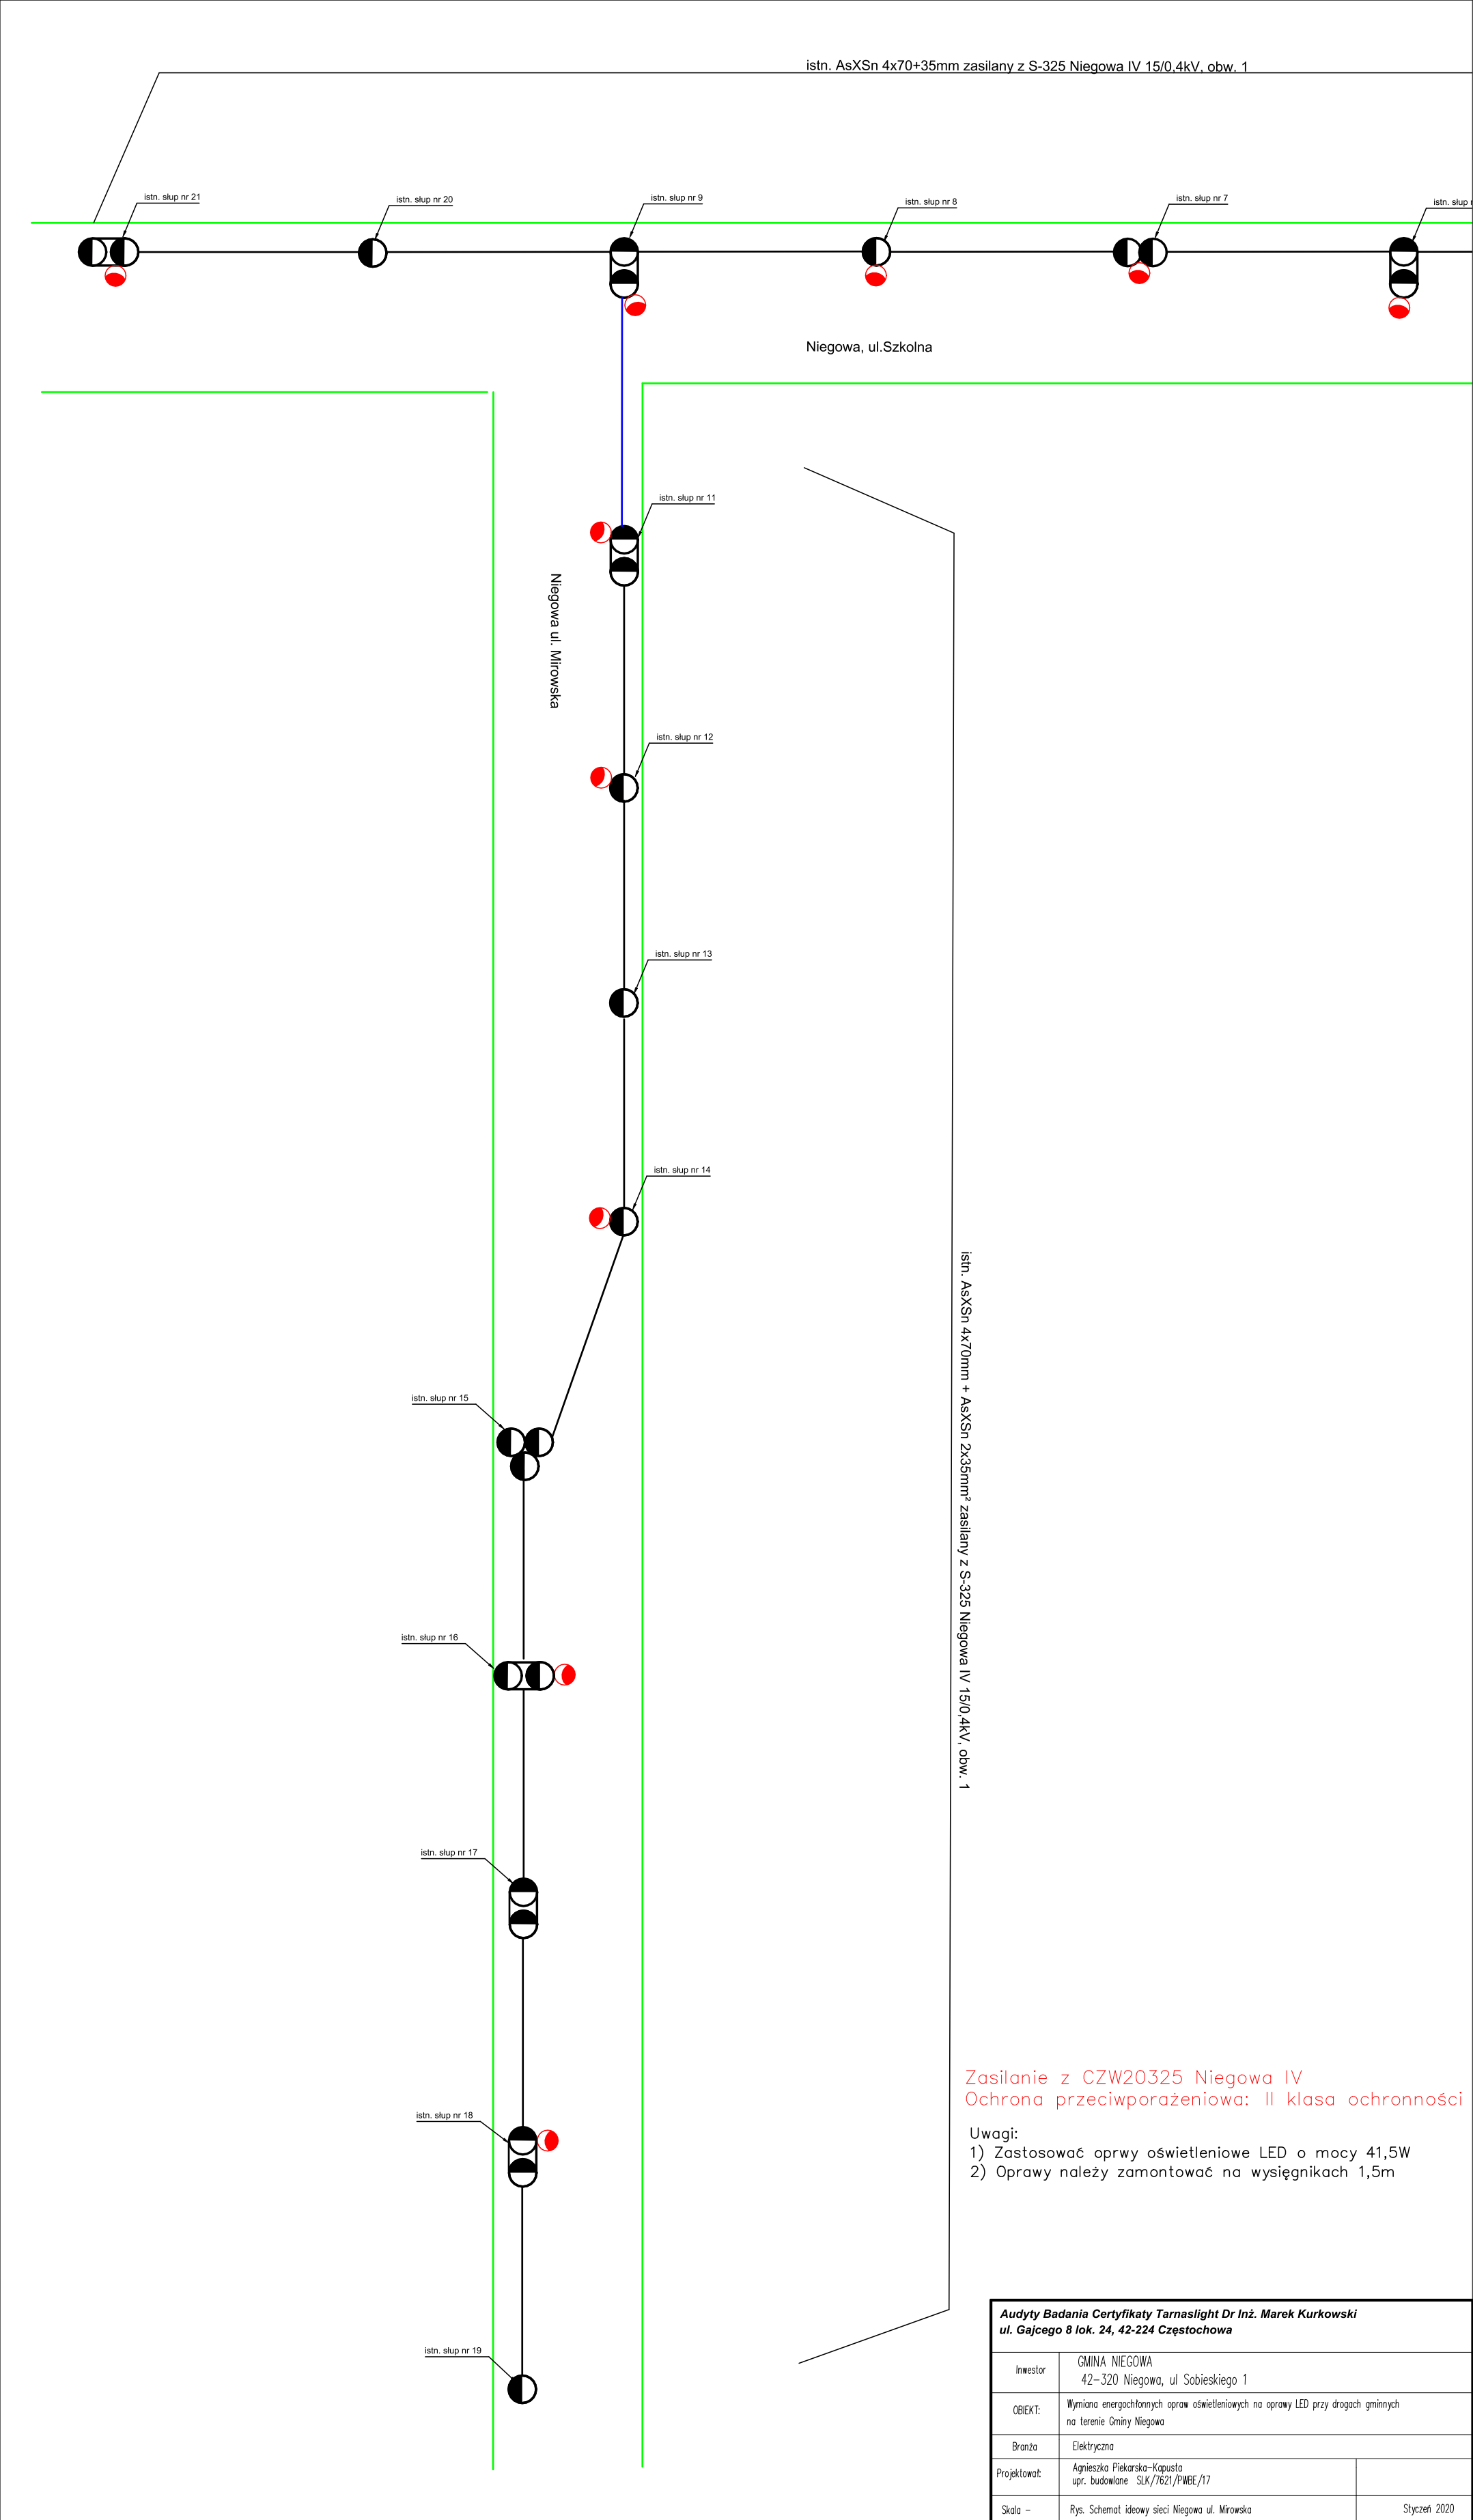 istn. AsXSn 4x70+35mm zasilany z S-325 Niegowa IV 15/0,4kV, obw. 1
istn. słup nr 21
istn. słup nr 20
istn. słup nr 9
istn. słup nr 8
istn. słup nr 7
istn. słup
Niegowa, ul.Szkolna
istn. słup nr 11
Niegowa ul. Mirowska
istn. słup nr 12
istn. słup nr 13
istn. słup nr 14
istn. AsXSn 4x70mm + AsXSn 2x35mm² zasilany z S-325 Niegowa IV 15/0,4kV, obw. 1
istn. słup nr 15
istn. słup nr 16
istn. słup nr 17
istn. słup nr 18
istn. słup nr 19
Zasilanie z CZW20325 Niegowa IV
Ochrona przeciwporażeniowa: II klasa ochronności
Uwagi:
1) Zastosować oprwy oświetleniowe LED o mocy 41,5W
2) Oprawy należy zamontować na wysięgnikach 1,5m
Audyty Badania Certyfikaty Tarnaslight Dr Inż. Marek Kurkowski
ul. Gajcego 8 lok. 24, 42-224 Częstochowa
Inwestor
GMINA NIEGOWA
42-320 Niegowa, ul Sobieskiego 1
OBIEKT:
Wymiana energochłonnych opraw oświetleniowych na oprawy LED przy drogach gminnych
na terenie Gminy Niegowa
Branża
Elektryczna
Projektował:
Agnieszka Piekarska-Kapusta
upr. budowlane SLK/7621/PWBE/17
Skala -
Rys. Schemat ideowy sieci Niegowa ul. Mirowska
Styczeń 2020